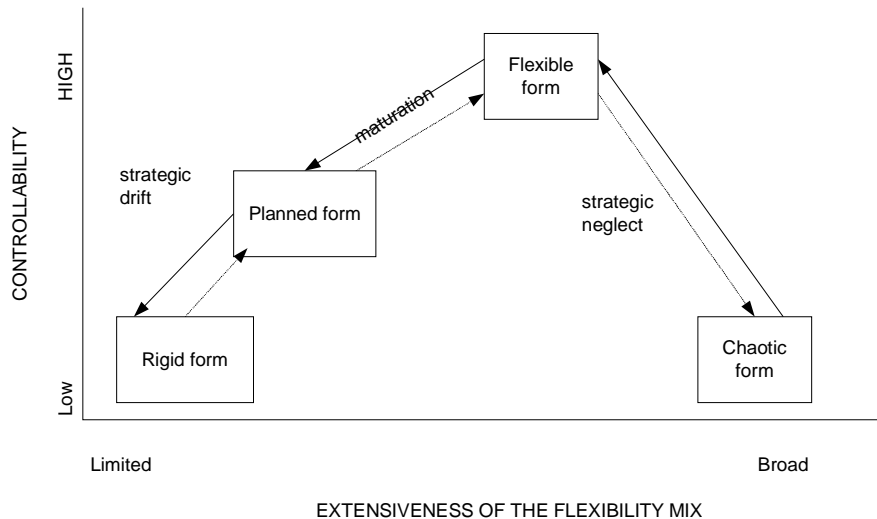 HIGH
Flexible
form
maturation
CONTROLLABILITY
strategic
drift
Planned form
strategic
neglect
Rigid form
Chaotic
form
Low
Limited
Broad
EXTENSIVENESS OF THE FLEXIBILITY MIX